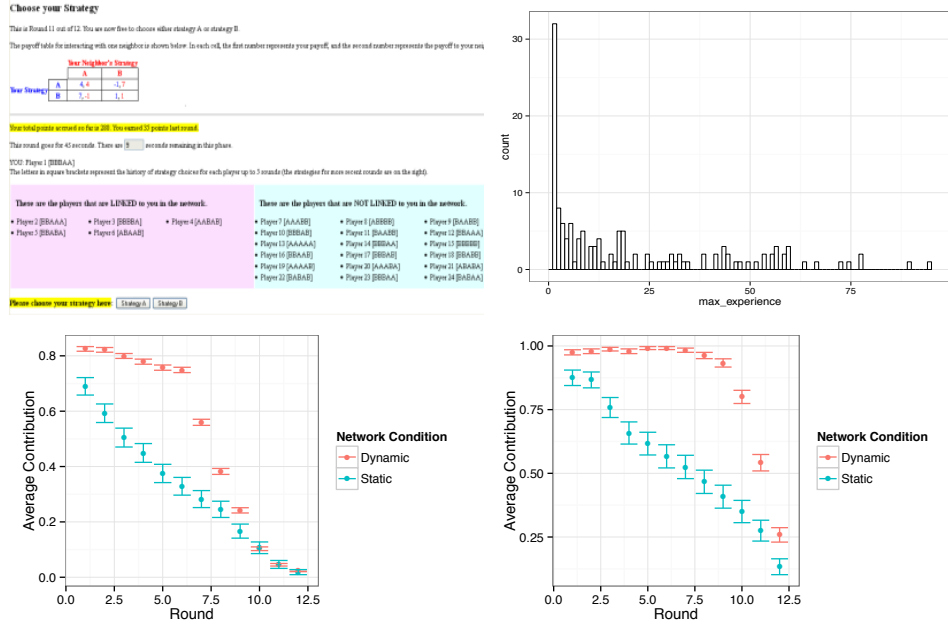 Choose your Strategy
This is Round 11 out of 12. You are now free to choose either strategy A or strategy B.
The payoff table for interacting with one neighbor is shown below. In each cell, the first number represents your payoff, and the second number represents the payoff to your nei
Your Neighbor's Strategy
A B
Your Strategy A 4, 4 -1, 7
B 7, -1 1, 1
Your total points accrued so far is 288. You earned 35 points last round.
This round goes for 45 seconds. There are 9 seconds remaining in this phase.
YOU: Player 1 [BBBAA]
The letters in square brackets represent the history of strategy choices for each player up to 5 rounds (the strategies for more recent rounds are on the right).
These are the players that are LINKED to you in the network.
• Player 2 [BBAAA] • Player 3 [BBBBA] • Player 4 [AABAB]
• Player 5 [BBABA] • Player 6 [ABAAB]
These are the players that are NOT LINKED to you in the network.
• Player 7 [AAABB] • Player 8 [ABBBB] • Player 9 [AAABB]
• Player 10 [BBBAB] • Player 11 [BAABB] • Player 12 [BBAAA]
• Player 13 [AAAAA] • Player 14 [BBBAA] • Player 15 [BBBBB]
• Player 16 [BBAAB] • Player 17 [BBBAB] • Player 18 [BBABB]
• Player 19 [AAAAB] • Player 20 [AAABA] • Player 21 [ABABA]
• Player 22 [BABAB] • Player 23 [BBBAA] • Player 24 [BABAA]
Please choose your strategy here: Strategy A Strategy B
30
20
10
0
count
0 25 50 75
max_experience
0.8
0.6
0.4
0.2
0.0
Average Contribution
0.0 2.5 5.0 7.5 10.0 12.5
Round
Network Condition
Dynamic
Static
1.00
0.75
0.50
0.25
Average Contribution
0.0 2.5 5.0 7.5 10.0 12.5
Round
Network Condition
Dynamic
Static